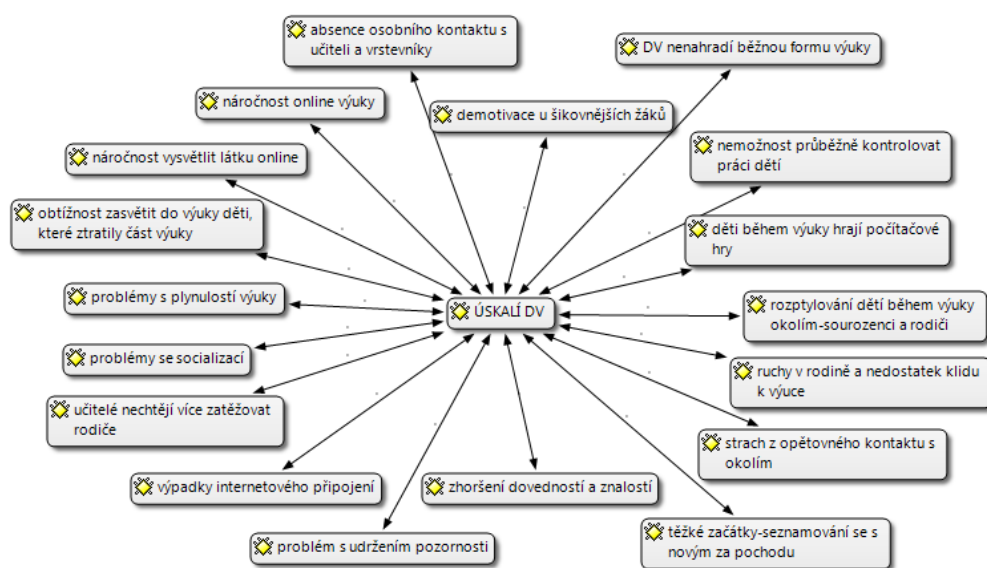 absence osobního kontaktu s
učiteli a vrstevníky
DV nenahradí běžnou formu výuky
náročnost online výuky
demotivace u šikovnějších žáků
nemožnost průběžně kontrolovat
práci dětí
náročnost vysvětlit látku online
obtížnost zasvětit do výuky děti,
které ztratily část výuky
děti během výuky hrají počítačové
hry
problémy s plynulostí výuky
ÚSKALÍ DV
rozptylování dětí během výuky
okolím-sourozenci a rodiči
problémy se socializací
ruchy v rodině a nedostatek klidu
k výuce
učitelé nechtějí více zatěžovat
rodiče
strach z opětovného kontaktu s
okolím
výpadky internetového připojení
zhoršení dovedností a znalostí
těžké začátky-seznamování se s
novým za pochodu
problém s udržením pozornosti